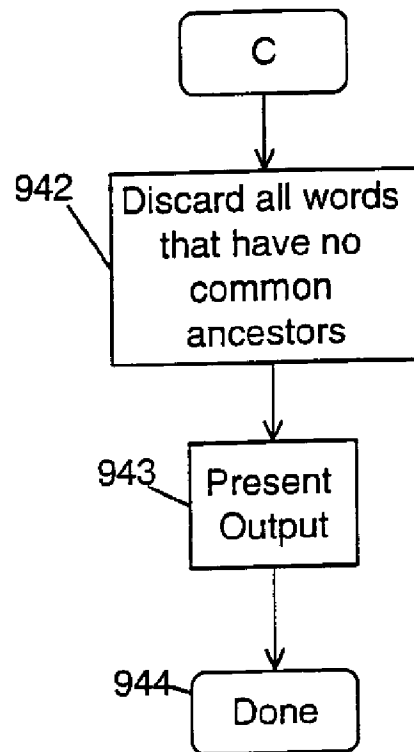 C
942
Discard all words
that have no
common
ancestors
943
Present
Output
944
Done